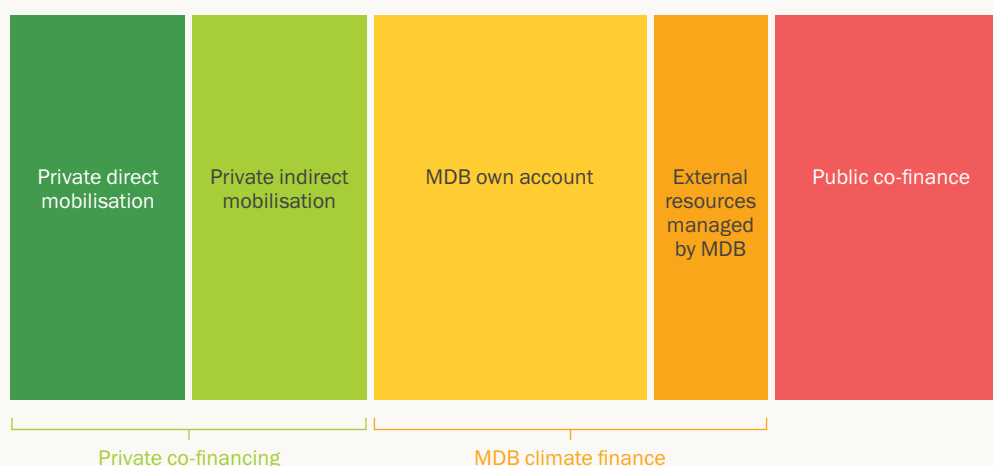 Private direct
mobilisation
Private indirect
mobilisation
MDB own account
External
resources
managed
by MDB
Public co-finance
Private co-financing
MDB climate finance